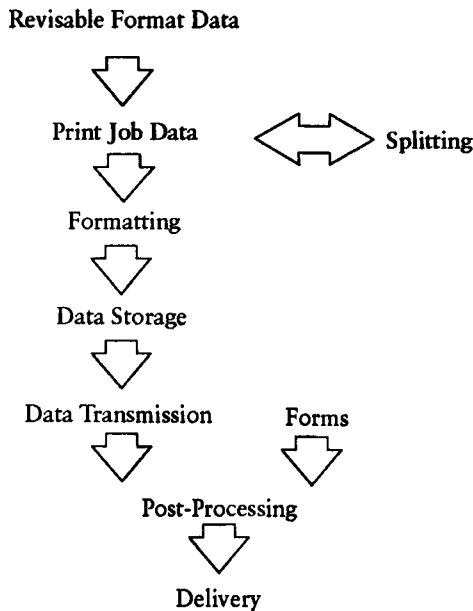 Revisable Format Data
Print Job Data
Splitting
Formatting
Data Storage
Data Transmission
Forms
Post-Processing
Delivery